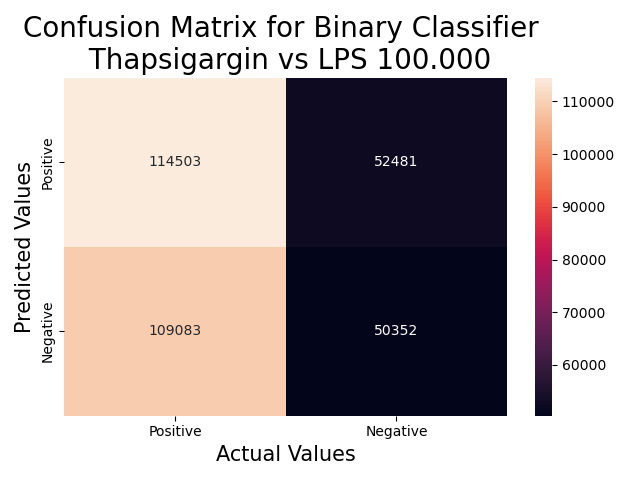 Confusion Matrix for Binary Classifier
Thapsigargin vs LPS 100.000
Predicted Values
Positive
114503
52481
Negative
109083
50352
Positive
Negative
Actual Values
110000
100000
90000
80000
70000
60000